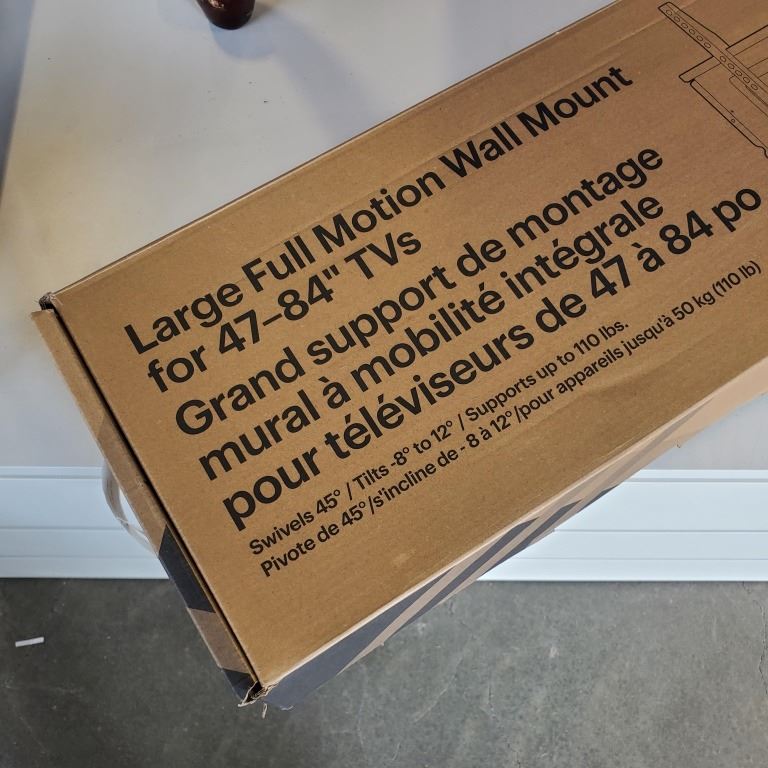 Large Full Motion Wall Mount
for 47–84" TVs
Grand support de montage
mural à mobilité intégrale
pour téléviseurs de 47 à 84 po
Swivels 45° / Tilts -8° to 12° / Supports up to 110 lbs.
Pivote de 45°/s'incline de - 8 à 12°/pour appareils jusqu'à 50 kg (110 lb)